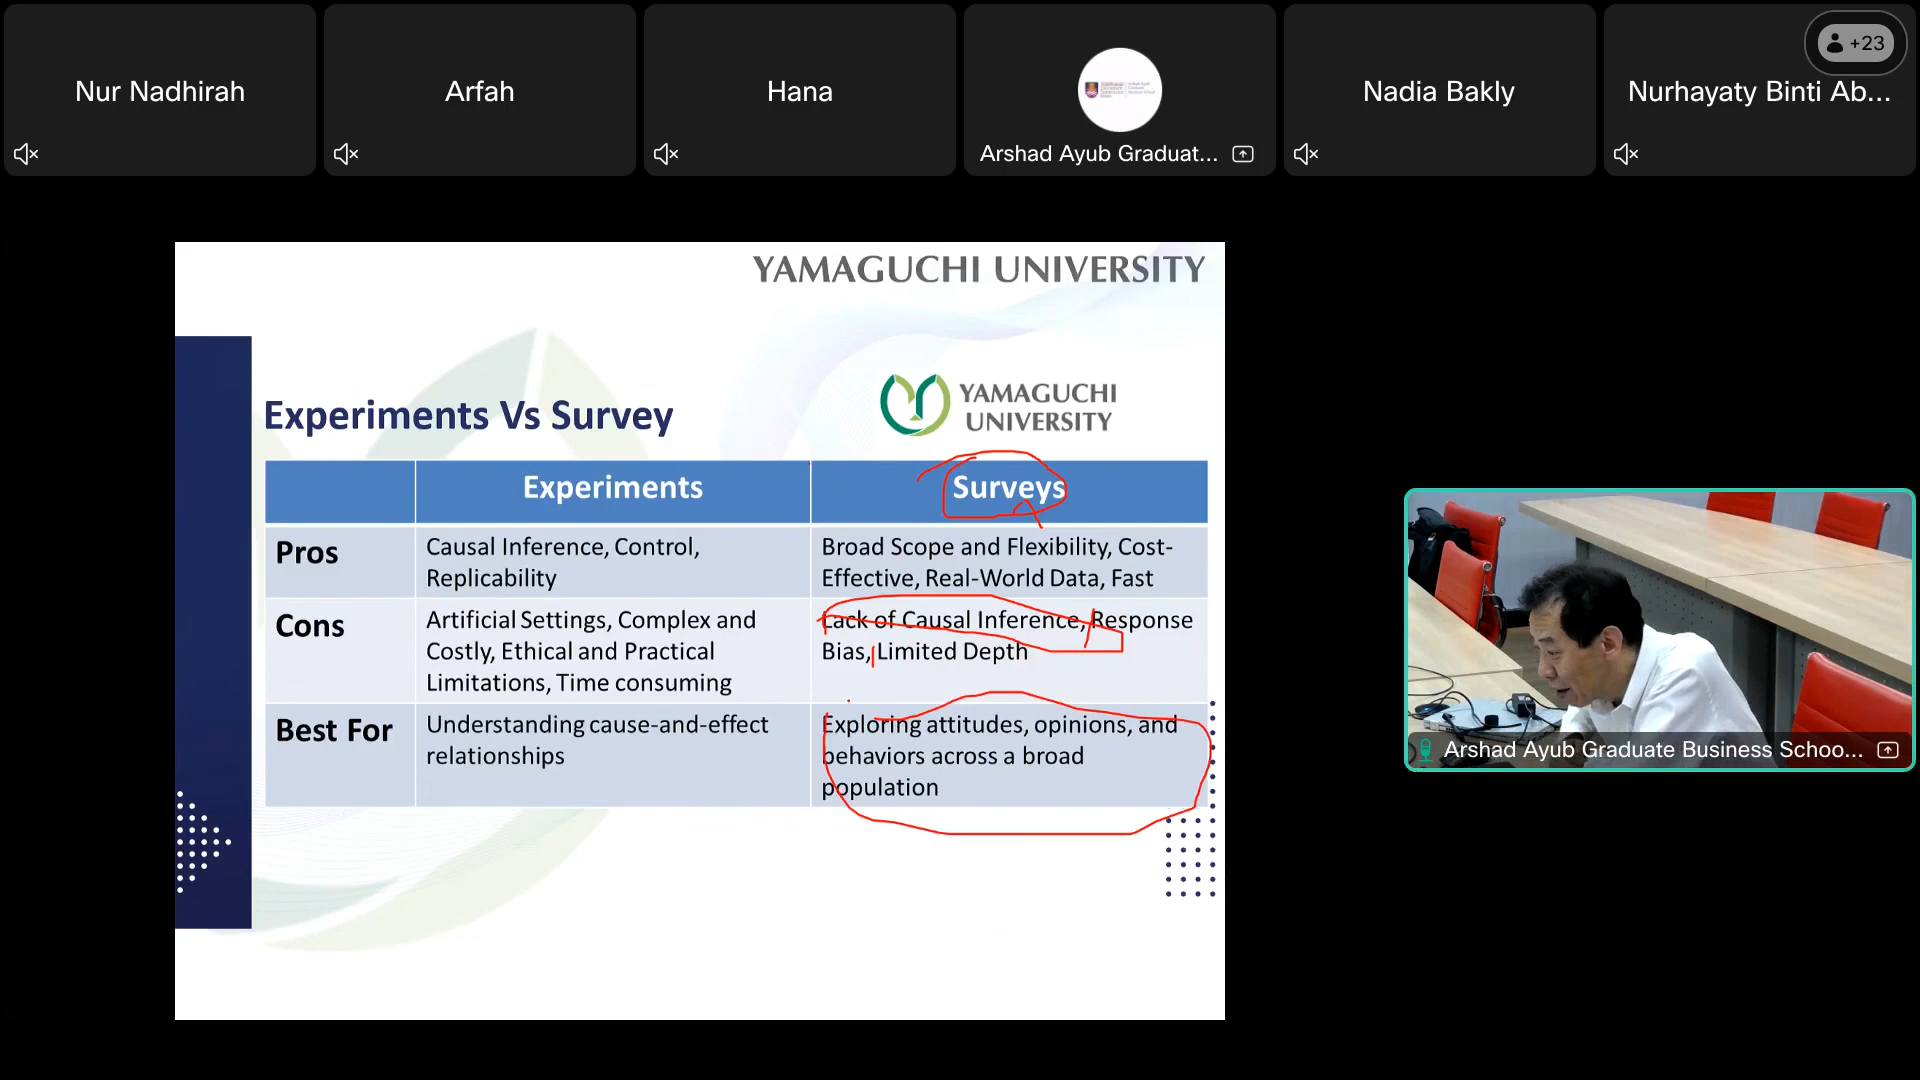 Nur Nadhirah
Arfah
Hana
Arshad Ayub Graduat...
Nadia Bakly
Nurhayaty Binti Ab...
+23
YAMAGUCHI UNIVERSITY
YAMAGUCHI
UNIVERSITY
Experiments Vs Survey
Experiments
Surveys
Pros
Causal Inference, Control,
Replicability
Broad Scope and Flexibility, Cost-
Effective, Real-World Data, Fast
Cons
Artificial Settings, Complex and
Costly, Ethical and Practical
Limitations, Time consuming
Lack of Causal Inference, Response
Bias, Limited Depth
Best For
Understanding cause-and-effect
relationships
Exploring attitudes, opinions, and
behaviors across a broad
population
Arshad Ayub Graduate Business Schoo...